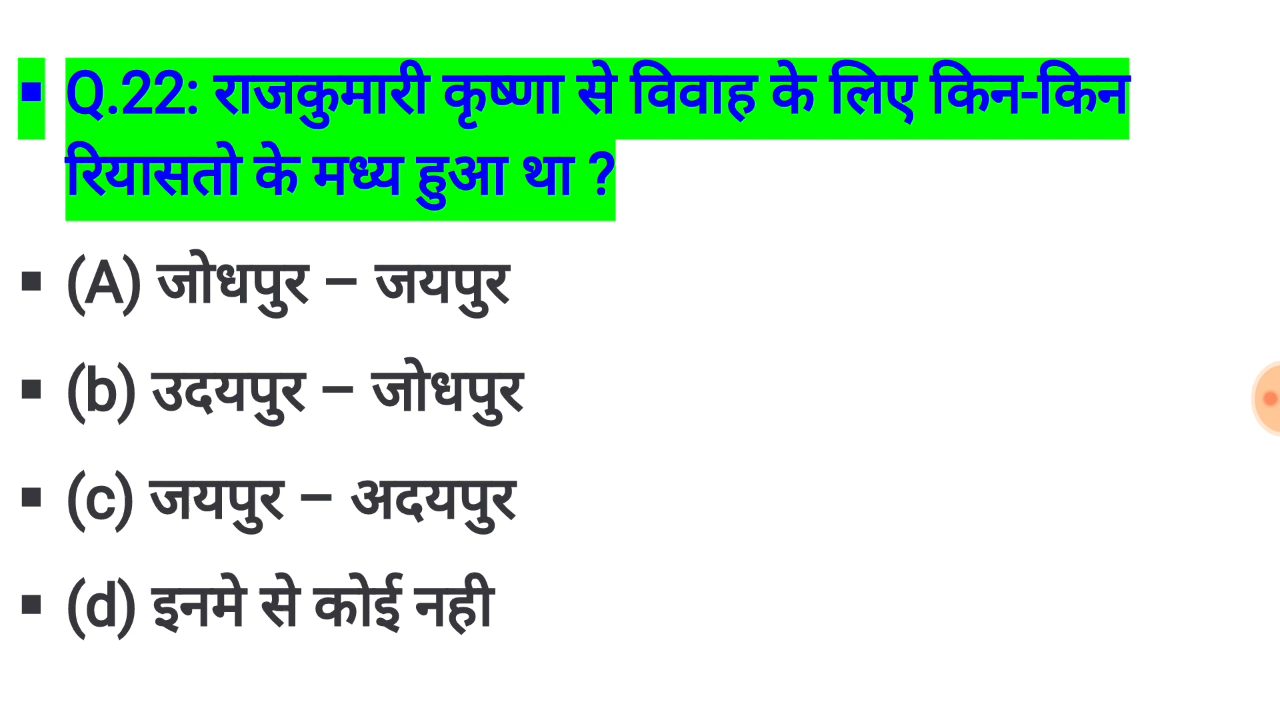 ▪ Q.22: राजकुमारी कृष्णा से विवाह के लिए किन-किन
रियासतो के मध्य हुआ था ?
▪ (A) जोधपुर – जयपुर
▪ (b) उदयपुर – जोधपुर
▪ (c) जयपुर – अदयपुर
▪ (d) इनमे से कोई नही